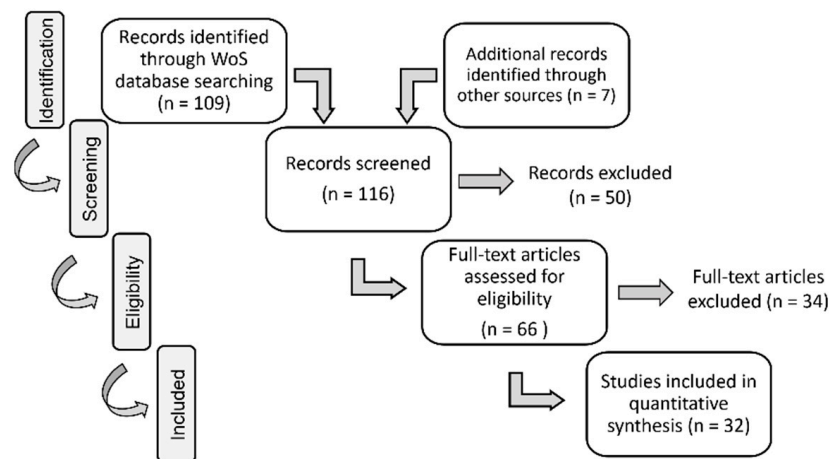 Identification
Records identified
through WoS
database searching
(n = 109)
Additional records
identified through
other sources (n = 7)
Screening
Records screened
(n = 116)
Records excluded
(n = 50)
Eligibility
Full-text articles
assessed for
eligibility
(n = 66 )
Full-text articles
excluded (n = 34)
Included
Studies included in
quantitative
synthesis (n = 32)